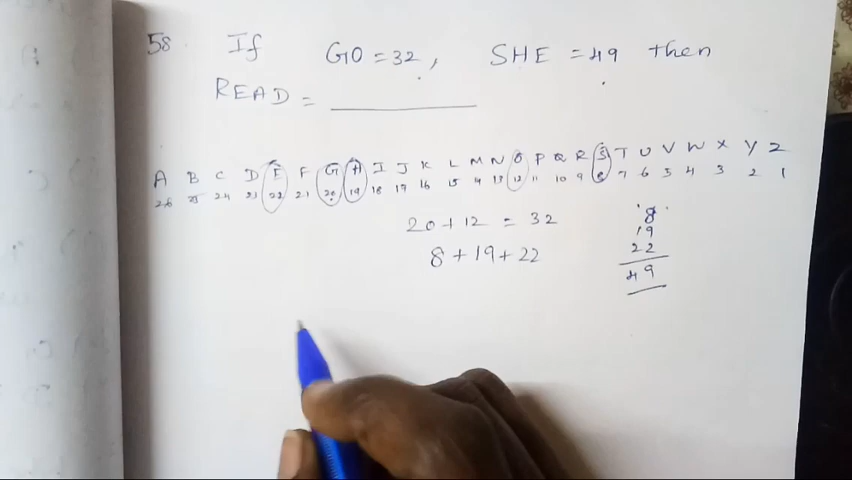 58. If GO = 32, SHE = 49 then
READ = ________
A B C D E F G H I J K L M N O P Q R S T U V W X Y Z
26 25 24 23 22 21 20 19 18 17 16 15 14 13 12 11 10 9 8 7 6 5 4 3 2 1
20 + 12 = 32
8 + 19 + 22
8
19
22
49